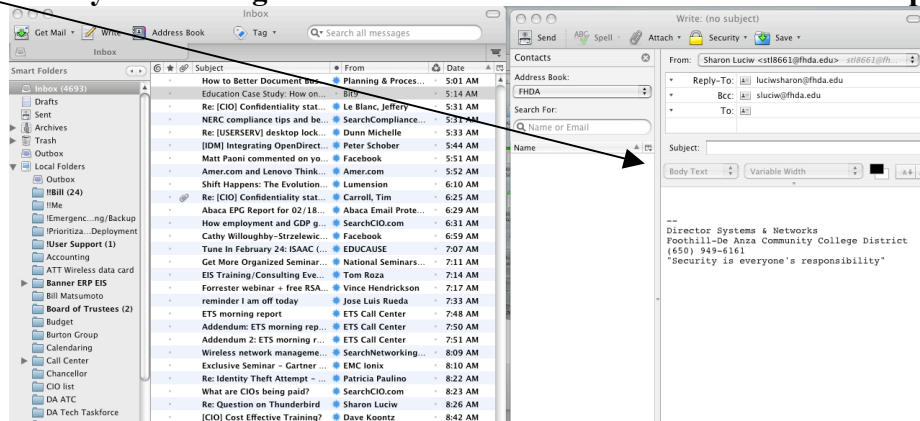 Inbox
Get Mail Write Address Book Tag Search all messages
Inbox
Smart Folders
Inbox (4693)
Drafts
Sent
Archives
Trash
Outbox
Local Folders
Outbox
!!Bill (24)
!!Me
!Emergenc...ng/Backup
!Prioritiza...Deployment
!User Support (1)
Accounting
ATT Wireless data card
Banner ERP EIS
Bill Matsumoto
Board of Trustees (2)
Budget
Burton Group
Calendaring
Call Center
Chancellor
CIO list
DA ATC
DA Tech Taskforce
Subject From Date
How to Better Document Bus... Planning & Proces... 5:01 AM
Education Case Study: How on... Bit9 5:14 AM
Re: [CIO] Confidentiality stat... Le Blanc, Jeffery 5:31 AM
NERC compliance tips and be... SearchCompliance... 5:31 AM
Re: [USERSERV] desktop lock... Dunn Michelle 5:33 AM
[IDM] Integrating OpenDirect... Peter Schober 5:44 AM
Matt Paoni commented on yo... Facebook 5:51 AM
Amer.com and Lenovo Think... Amer.com 5:52 AM
Shift Happens: The Evolution... Lumension 6:10 AM
Re: [CIO] Confidentiality stat... Carroll, Tim 6:25 AM
Abaca EPG Report for 02/18... Abaca Email Prote... 6:29 AM
How employment and GDP g... SearchCIO.com 6:31 AM
Cathy Willoughby-Strzelewic... Facebook 6:59 AM
Tune In February 24: ISAAC (... EDUCAUSE 7:07 AM
Get More Organized Seminar... National Seminars... 7:11 AM
EIS Training/Consulting Eve... Tom Roza 7:14 AM
Forrester webinar + free RSA... Vince Hendrickson 7:17 AM
reminder I am off today Jose Luis Rueda 7:33 AM
ETS morning report ETS Call Center 7:48 AM
Addendum: ETS morning rep... ETS Call Center 7:50 AM
Addendum 2: ETS morning r... ETS Call Center 7:51 AM
Wireless network manageme... SearchNetworking... 8:09 AM
Exclusive Seminar - Gartner ... EMC Ionix 8:10 AM
Re: Identity Theft Attempt - ... Patricia Paulino 8:22 AM
What are CIOs being paid? SearchCIO.com 8:23 AM
Re: Question on Thunderbird Sharon Luciw 8:26 AM
[CIO] Cost Effective Training? Dave Koontz 8:42 AM
Write: (no subject)
Send Spell Attach Security Save
Contacts
Address Book:
FHDA
Search For:
Name or Email
Name
From: Sharon Luciw <stl8661@fhda.edu> stl8661@fh...
Reply-To: luciwsharon@fhda.edu
Bcc: sluciw@fhda.edu
To:
Subject:
Body Text Variable Width
--
Director Systems & Networks
Foothill-De Anza Community College District
(650) 949-6161
"Security is everyone's responsibility"